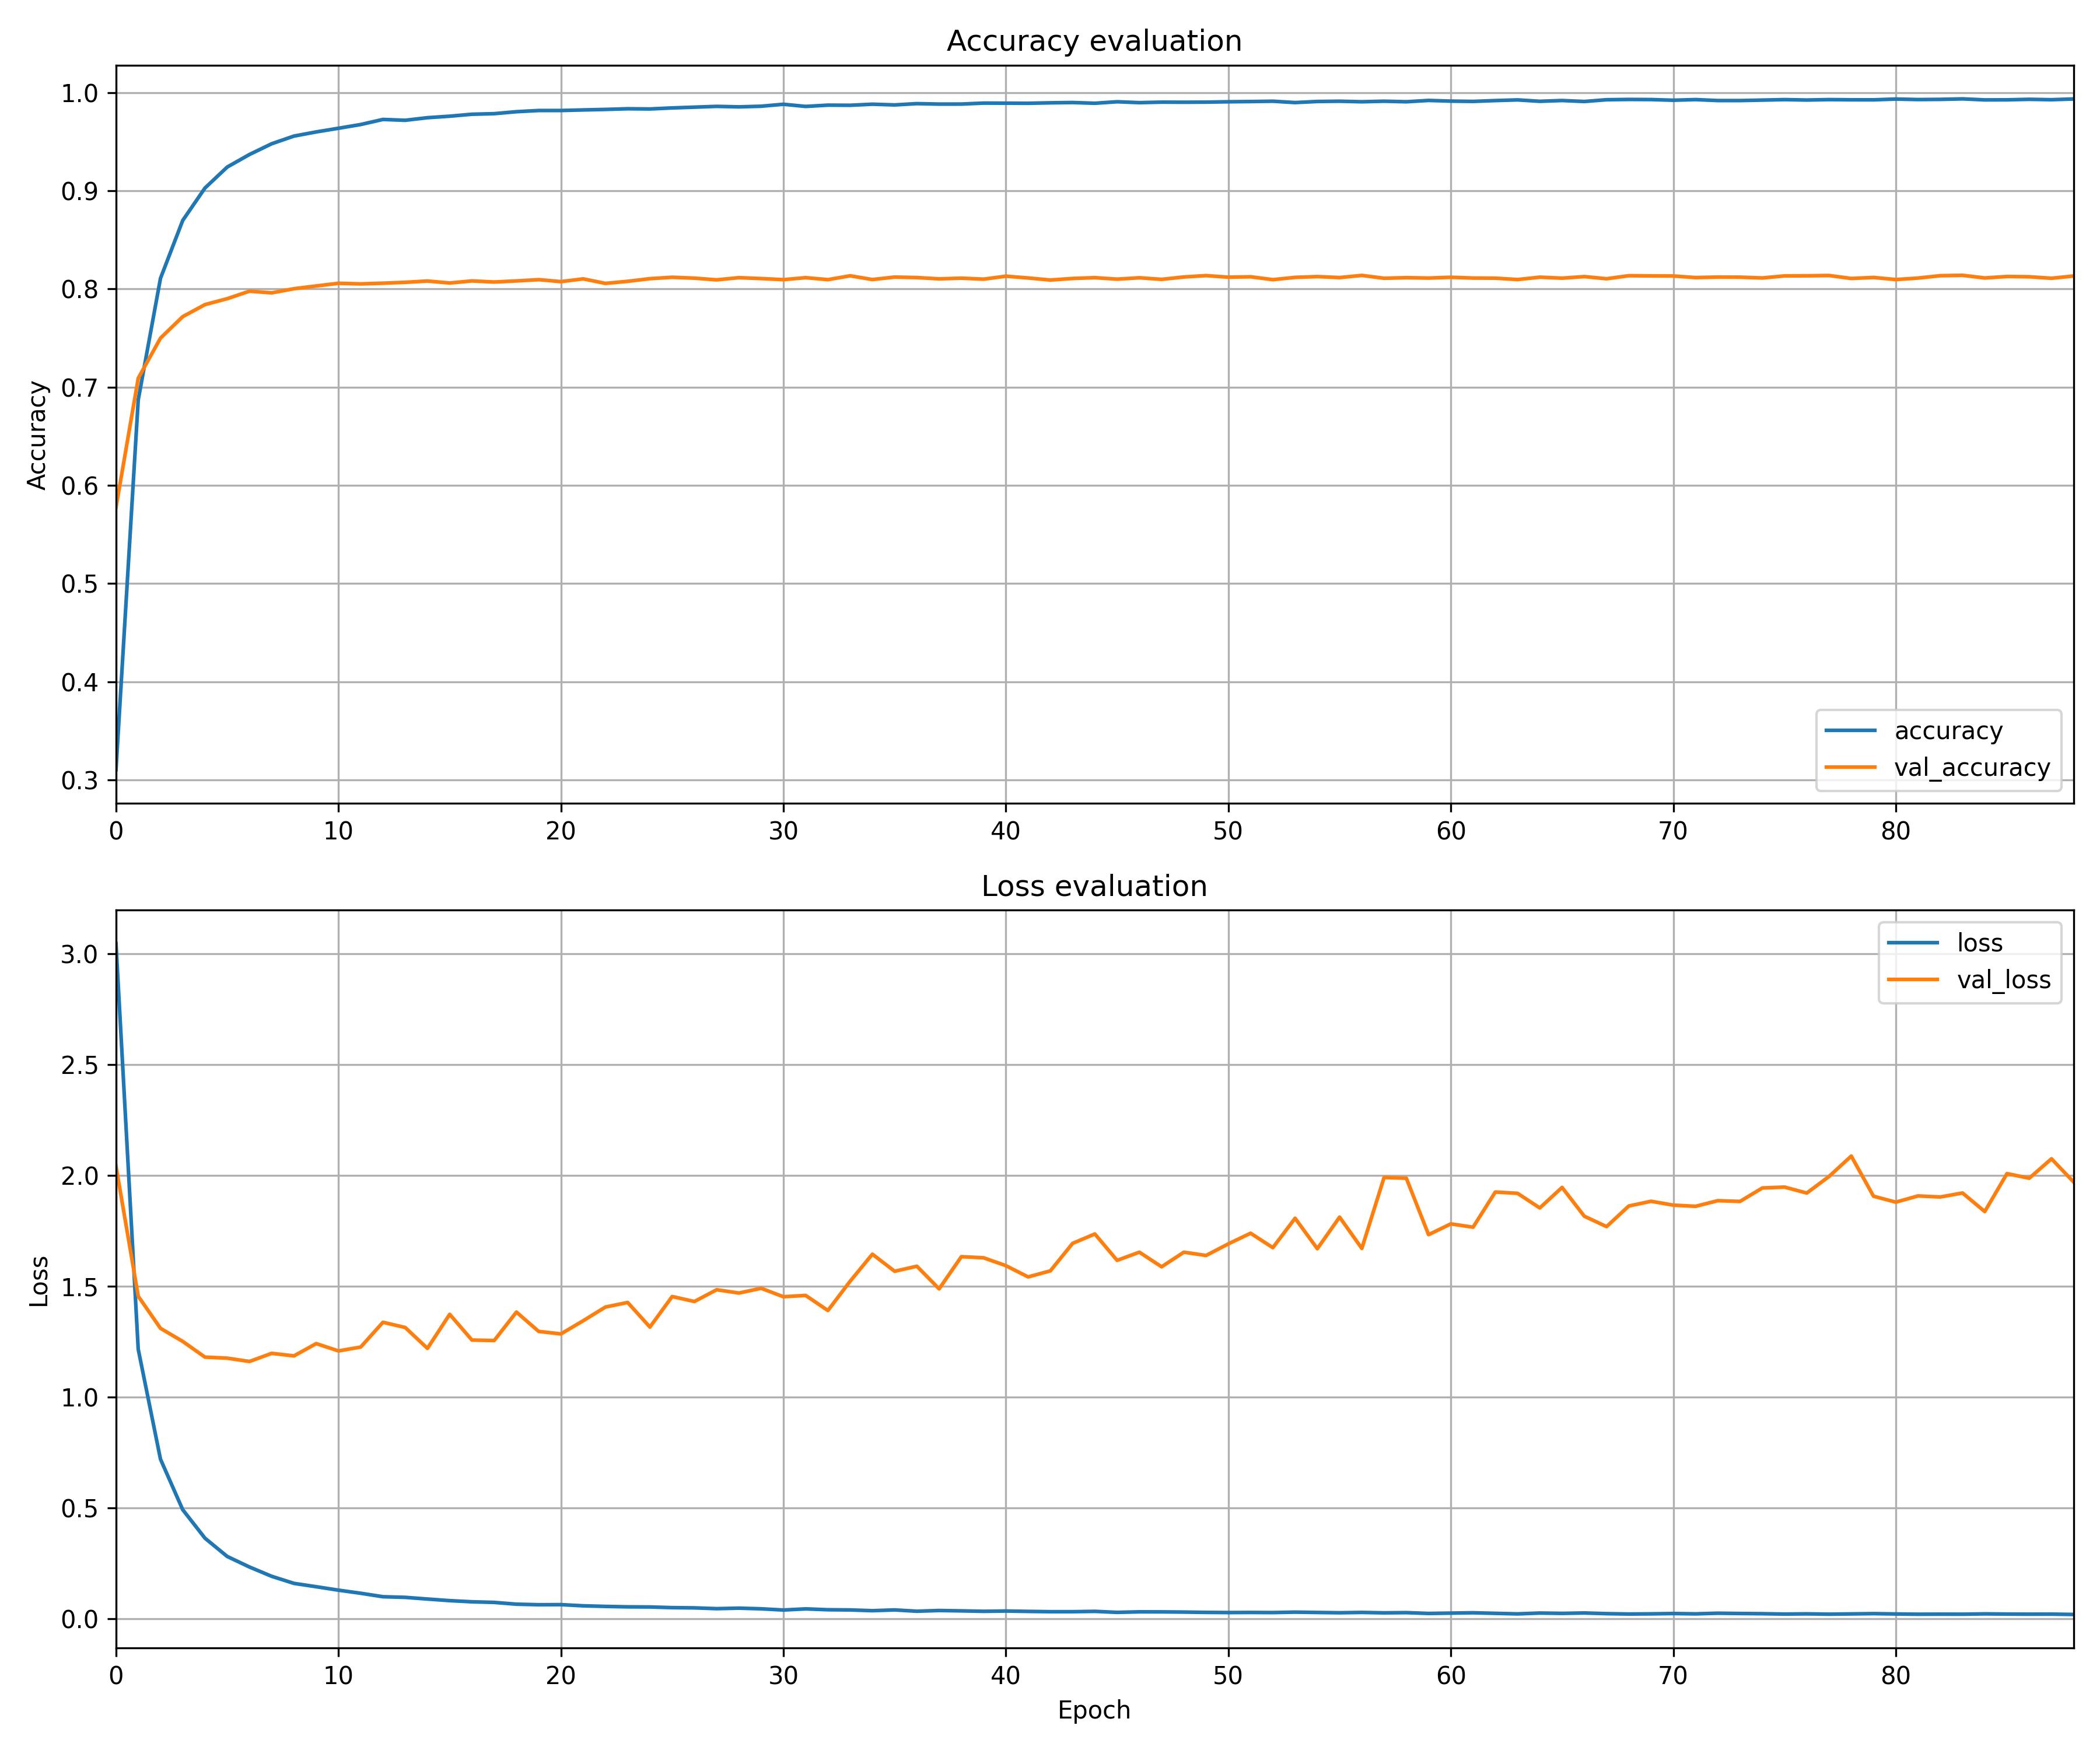 Accuracy evaluation
1.0
0.9
0.8
0.7
0.6
0.5
0.4
0.3
Accuracy
accuracy
val_accuracy
0 10 20 30 40 50 60 70 80
Loss evaluation
3.0
2.5
2.0
1.5
1.0
0.5
0.0
Loss
loss
val_loss
0 10 20 30 40 50 60 70 80
Epoch